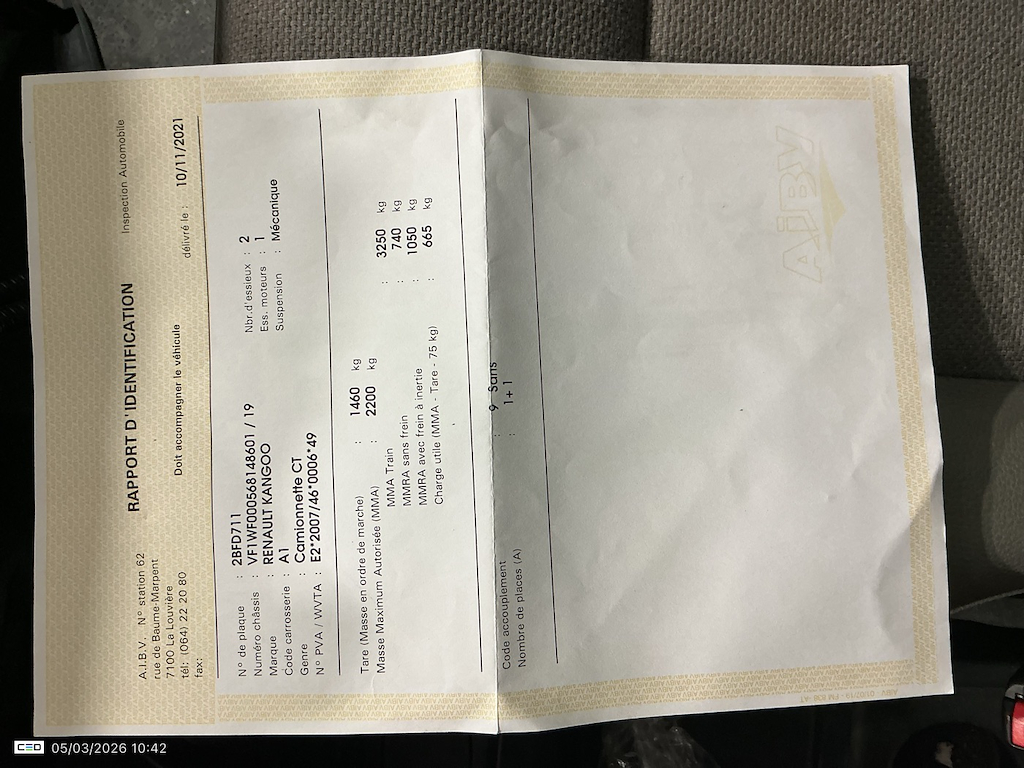 A.I.B.V. N° station 62
rue de Baume-Marpent
7100 La Louvière
tél: (064) 22 20 80
fax:
RAPPORT D'IDENTIFICATION
Doit accompagner le véhicule
Inspection Automobile
délivré le : 10/11/2021
N° de plaque : 2BFD711
Numéro châssis : VF1WF000568148601 / 19
Marque : RENAULT KANGOO
Code carrosserie : A1
Genre : Camionnette CT
N° PVA / WVTA : E2*2007/46*0006*49
Nbr.d'essieux : 2
Ess. moteurs : 1
Suspension : Mécanique
Tare (Masse en ordre de marche) : 1460 kg
Masse Maximum Autorisée (MMA) : 2200 kg
MMA Train : 3250 kg
MMRA sans frein : 740 kg
MMRA avec frein à inertie : 1050 kg
Charge utile (MMA - Tare - 75 kg) : 665 kg
Code accouplement : 9 Sans
Nombre de places (A) : 1+1
AIBV
CEO 05/03/2026 10:42